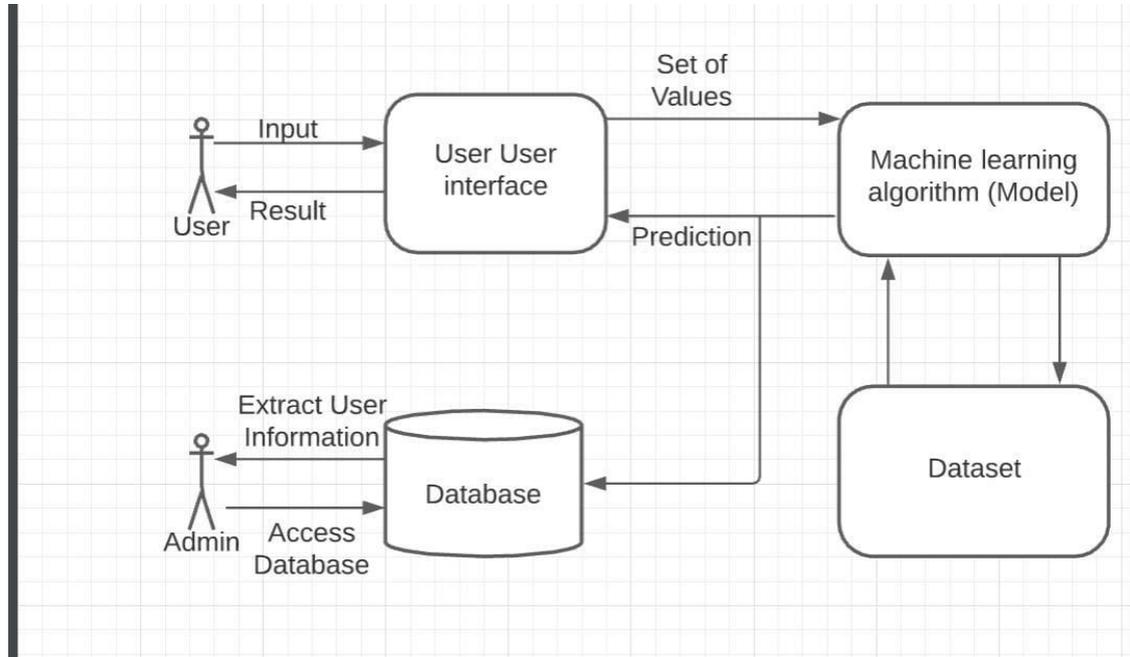 Set of
Values
Input
User User
interface
Machine learning
algorithm (Model)
Result
User
Prediction
Extract User
Information
Database
Dataset
Admin
Access
Database